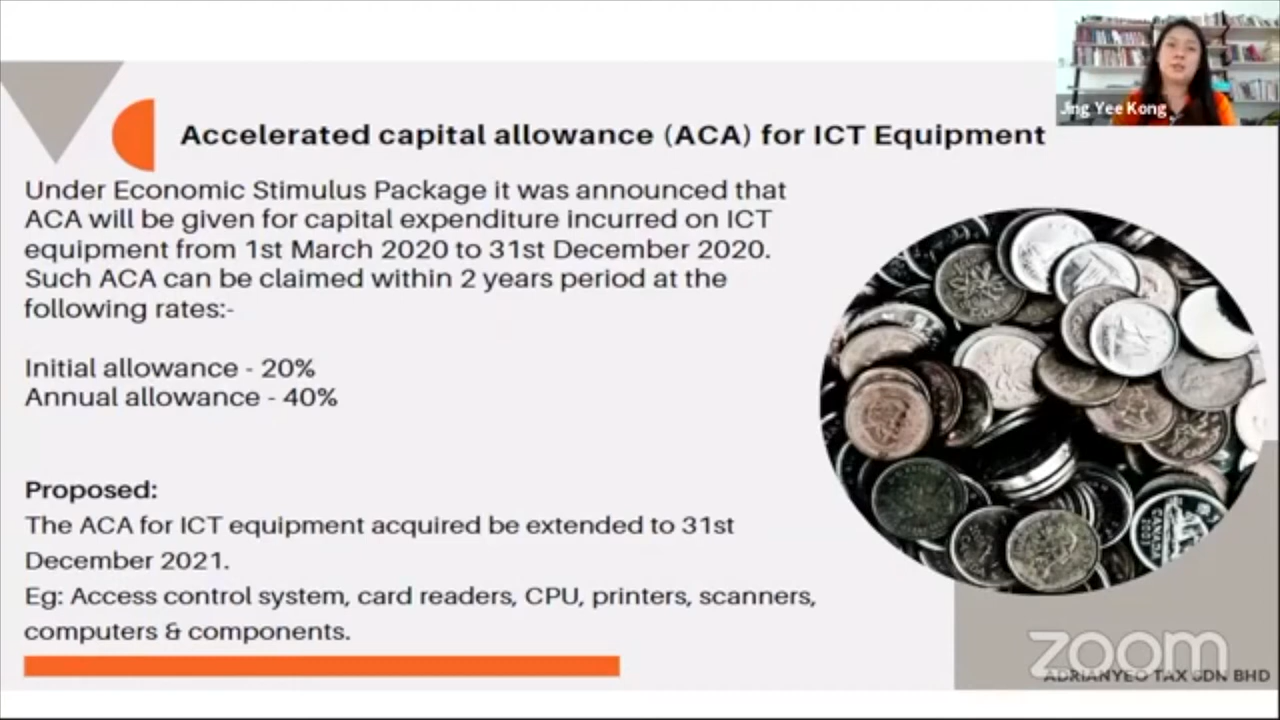 Jing Yee Kong
Accelerated capital allowance (ACA) for ICT Equipment
Under Economic Stimulus Package it was announced that
ACA will be given for capital expenditure incurred on ICT
equipment from 1st March 2020 to 31st December 2020.
Such ACA can be claimed within 2 years period at the
following rates:-
Initial allowance - 20%
Annual allowance - 40%
Proposed:
The ACA for ICT equipment acquired be extended to 31st
December 2021.
Eg: Access control system, card readers, CPU, printers, scanners,
computers & components.
CANADA
zoom
ADRIANYEO TAX SDN BHD